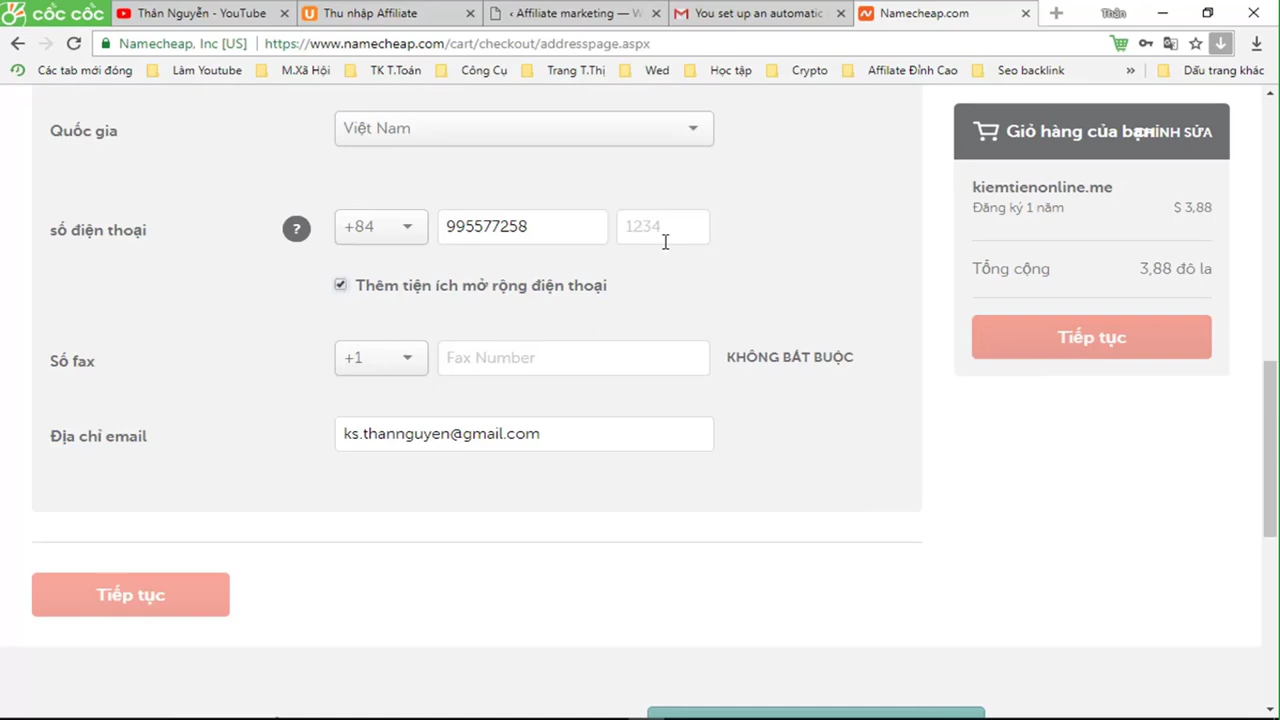 cốc cốc
Thân Nguyễn - YouTube
Thu nhập Affiliate
‹ Affiliate marketing — W
You set up an automatic
Namecheap.com
Thân
Namecheap, Inc [US]
https://www.namecheap.com/cart/checkout/addresspage.aspx
Các tab mới đóng
Làm Youtube
M.Xã Hội
TK T.Toán
Công Cụ
Trang T.Thị
Wed
Học tập
Crypto
Affilate Đỉnh Cao
Seo backlink
»
Dấu trang khác
Quốc gia
Việt Nam
số điện thoại
?
+84
995577258
1234
Thêm tiện ích mở rộng điện thoại
Số fax
+1
Fax Number
KHÔNG BẮT BUỘC
Địa chỉ email
ks.thannguyen@gmail.com
Tiếp tục
Giỏ hàng của bạn
CHỈNH SỬA
kiemtienonline.me
Đăng ký 1 năm
$ 3,88
Tổng cộng
3,88 đô la
Tiếp tục